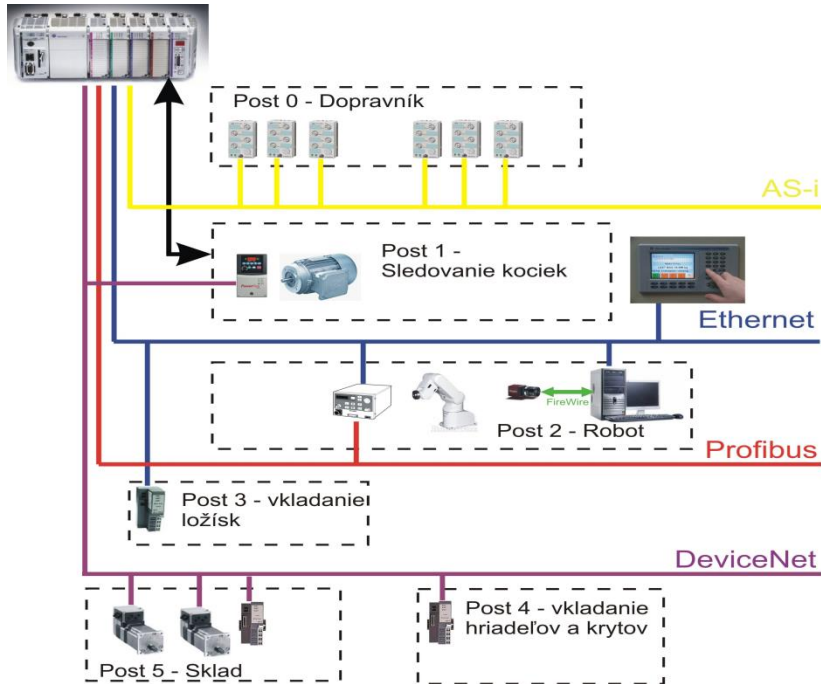 Post 0 - Dopravník
AS-i
Post 1 -
Sledovanie kociek
Ethernet
FireWire
Post 2 - Robot
Profibus
Post 3 - vkladanie
ložísk
DeviceNet
Post 4 - vkladanie
hriadeľov a krytov
Post 5 - Sklad